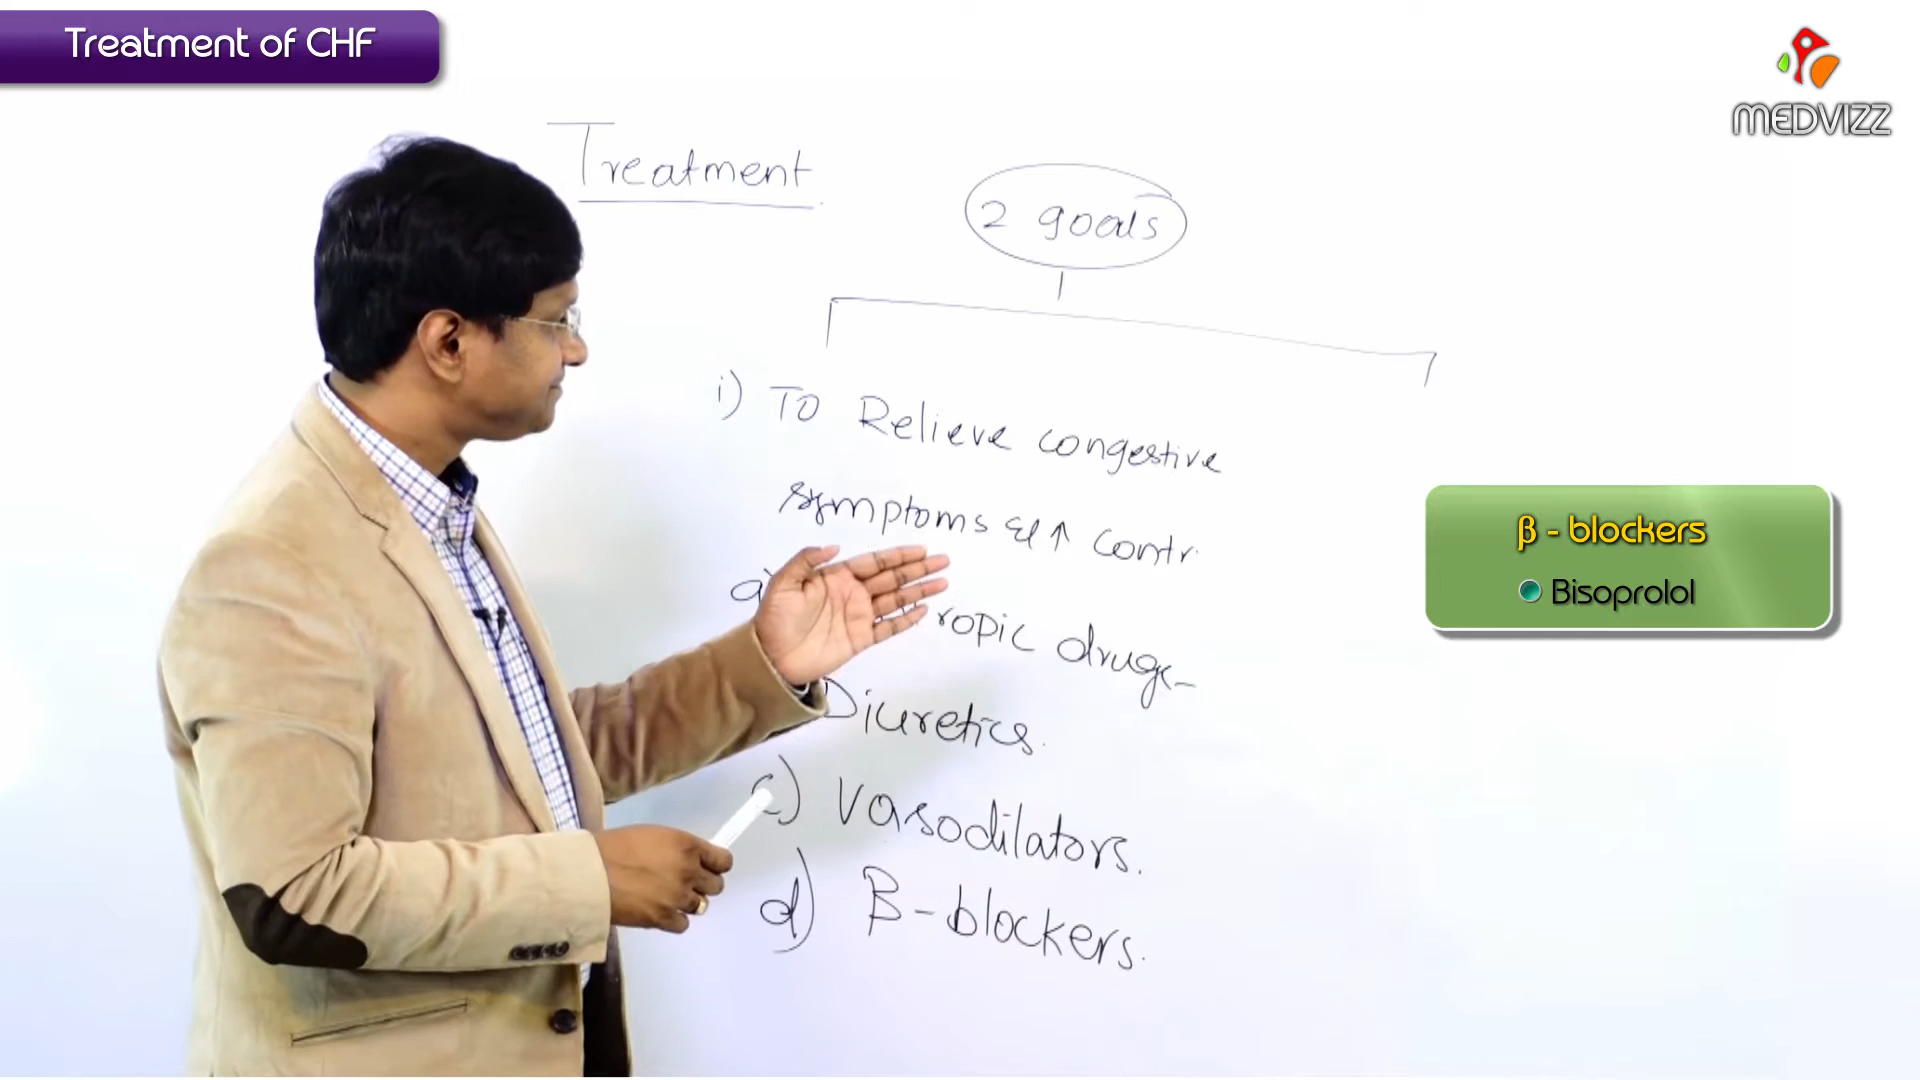 Treatment of CHF
MEDVIZZ
Treatment
2 goals
i) To Relieve congestive
symptoms & ↑ contr.
a) ropic drugs
Diuretics.
c) Vasodilators.
d) β-blockers.
β - blockers
Bisoprolol